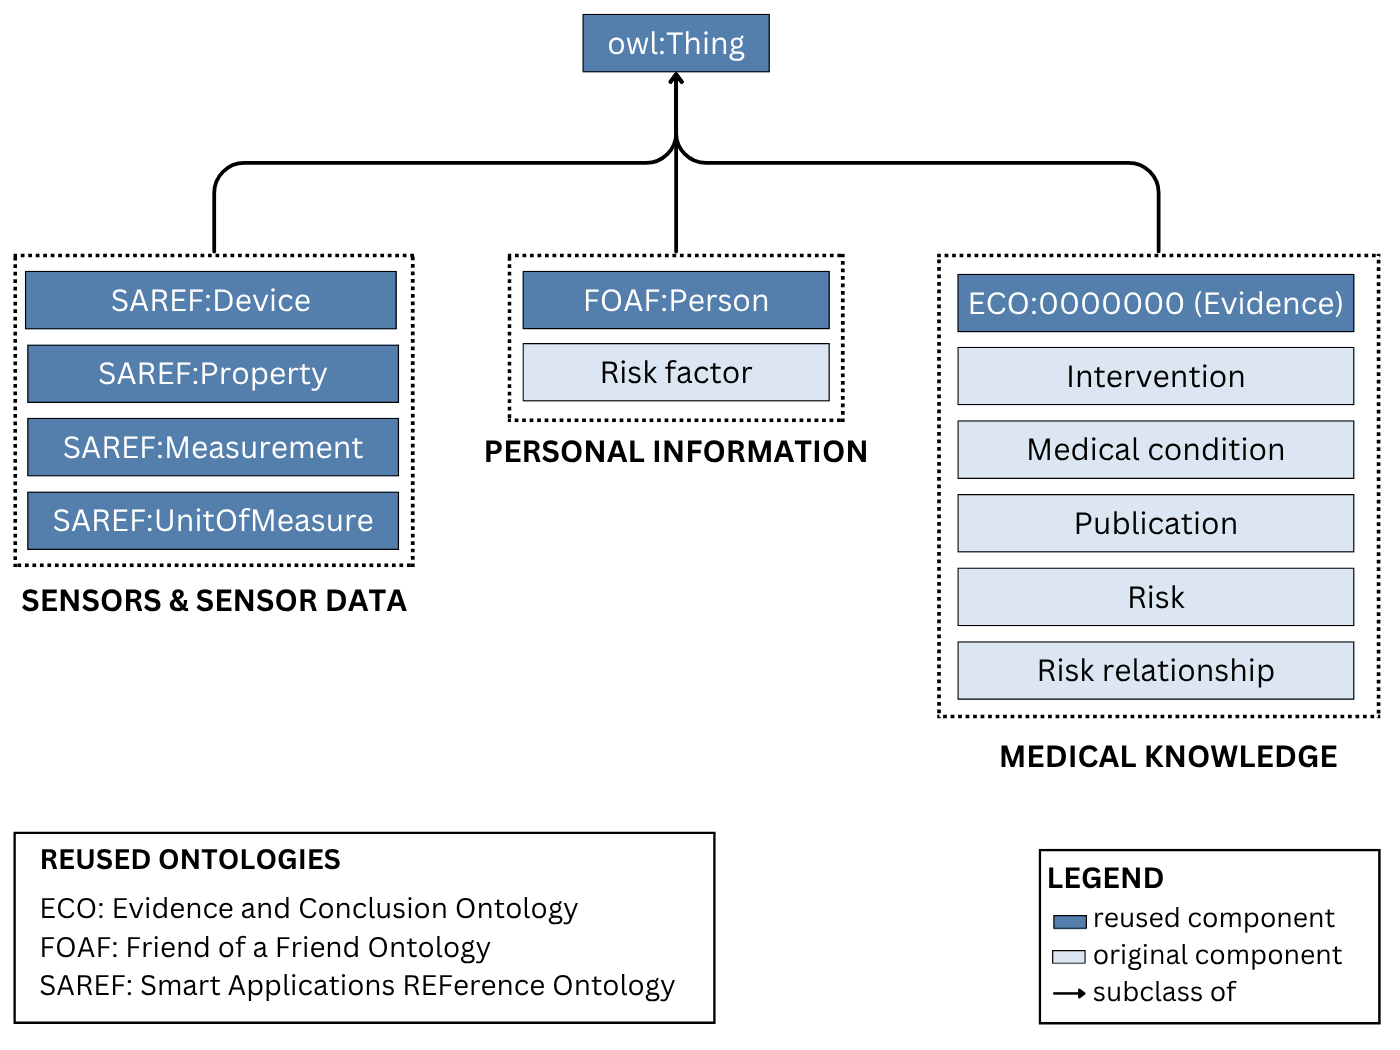 owl:Thing
SAREF:Device
SAREF:Property
SAREF:Measurement
SAREF:UnitOfMeasure
SENSORS & SENSOR DATA
FOAF:Person
Risk factor
PERSONAL INFORMATION
ECO:0000000 (Evidence)
Intervention
Medical condition
Publication
Risk
Risk relationship
MEDICAL KNOWLEDGE
REUSED ONTOLOGIES
ECO: Evidence and Conclusion Ontology
FOAF: Friend of a Friend Ontology
SAREF: Smart Applications REFerence Ontology
LEGEND
reused component
original component
subclass of